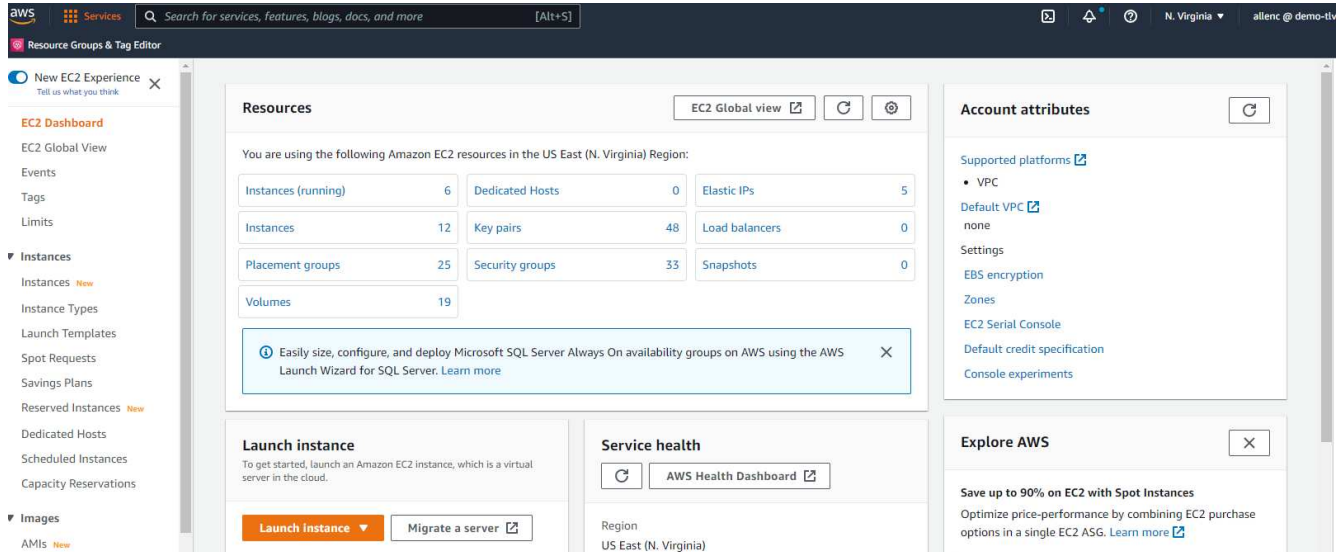 aws
Services
Search for services, features, blogs, docs, and more
[Alt+S]
N. Virginia ▼
allenc @ demo-tlv
Resource Groups & Tag Editor
New EC2 Experience
Tell us what you think
EC2 Dashboard
EC2 Global View
Events
Tags
Limits
Instances
Instances New
Instance Types
Launch Templates
Spot Requests
Savings Plans
Reserved Instances New
Dedicated Hosts
Scheduled Instances
Capacity Reservations
Images
AMIs New
Resources
EC2 Global view
You are using the following Amazon EC2 resources in the US East (N. Virginia) Region:
Instances (running) 6
Dedicated Hosts 0
Elastic IPs 5
Instances 12
Key pairs 48
Load balancers 0
Placement groups 25
Security groups 33
Snapshots 0
Volumes 19
Easily size, configure, and deploy Microsoft SQL Server Always On availability groups on AWS using the AWS
Launch Wizard for SQL Server. Learn more
Launch instance
To get started, launch an Amazon EC2 instance, which is a virtual
server in the cloud.
Launch instance ▼
Migrate a server
Service health
AWS Health Dashboard
Region
US East (N. Virginia)
Account attributes
Supported platforms
• VPC
Default VPC
none
Settings
EBS encryption
Zones
EC2 Serial Console
Default credit specification
Console experiments
Explore AWS
Save up to 90% on EC2 with Spot Instances
Optimize price-performance by combining EC2 purchase
options in a single EC2 ASG. Learn more